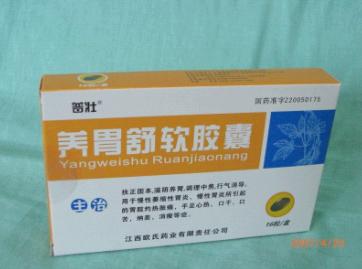 苗壮®
国药准字Z20050175
养胃舒软胶囊
Yangweishu Ruanjiaonang
主治
扶正固本，滋阴养胃，调理中焦，行气消导。
用于慢性萎缩性胃炎、慢性胃炎所引起
的胃脘灼热胀痛，手足心热、口干、口
苦、纳差、消瘦等症。
16粒/盒
江西欧氏药业有限责任公司